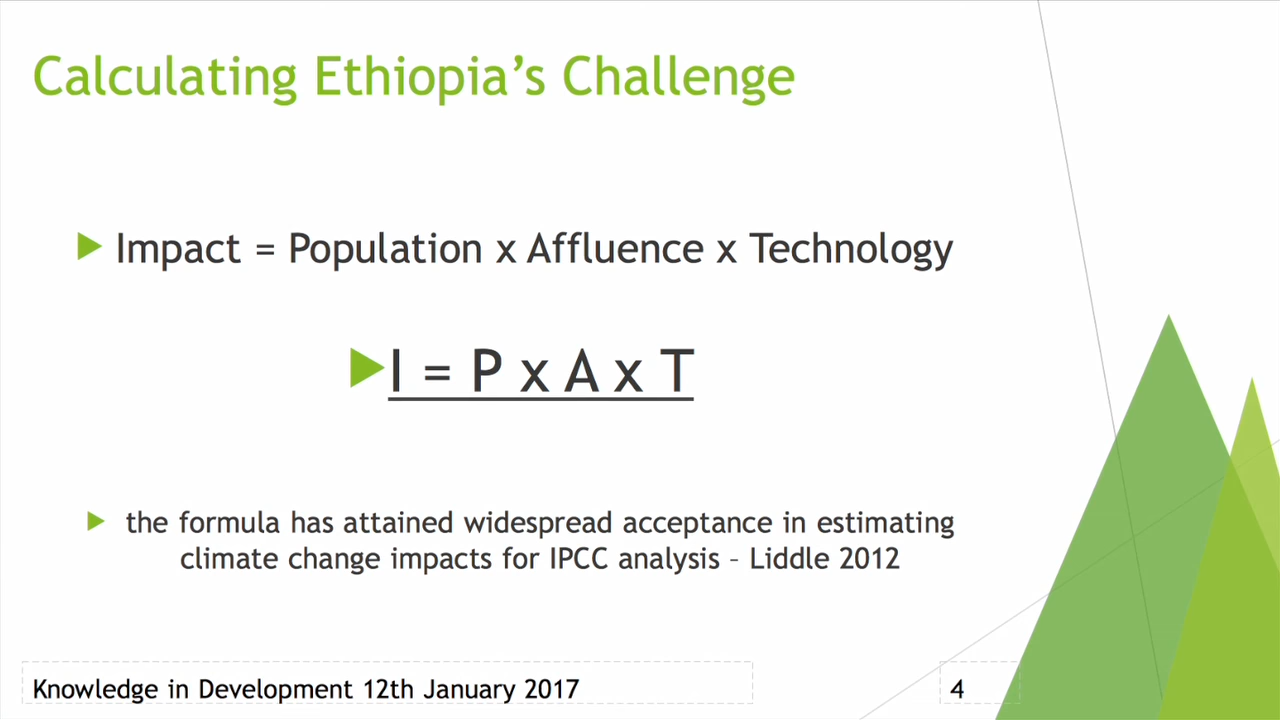 Calculating Ethiopia's Challenge
Impact = Population x Affluence x Technology
I = P x A x T
the formula has attained widespread acceptance in estimating
climate change impacts for IPCC analysis – Liddle 2012
Knowledge in Development 12th January 2017
4